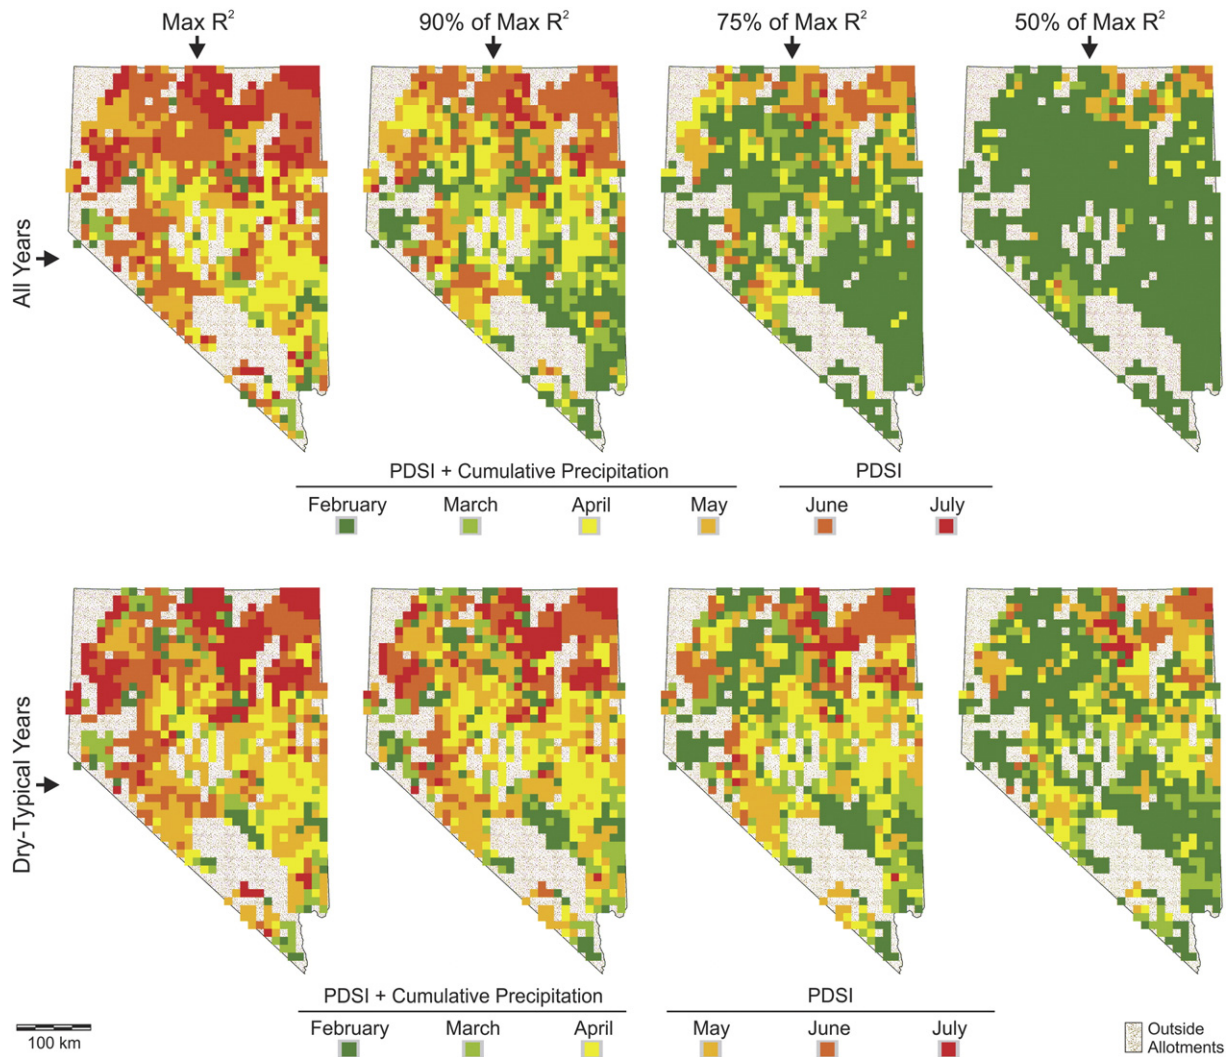 Max R²
90% of Max R²
75% of Max R²
50% of Max R²
All Years
PDSI + Cumulative Precipitation
PDSI
February
March
April
May
June
July
Dry-Typical Years
PDSI + Cumulative Precipitation
PDSI
February
March
April
May
June
July
100 km
Outside
Allotments